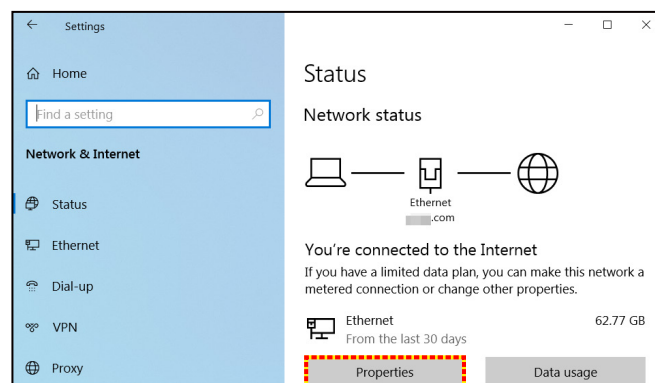 Settings
Home
Find a setting
Network & Internet
Status
Ethernet
Dial-up
VPN
Proxy
Status
Network status
Ethernet
.com
You're connected to the Internet
If you have a limited data plan, you can make this network a
metered connection or change other properties.
Ethernet 62.77 GB
From the last 30 days
Properties Data usage